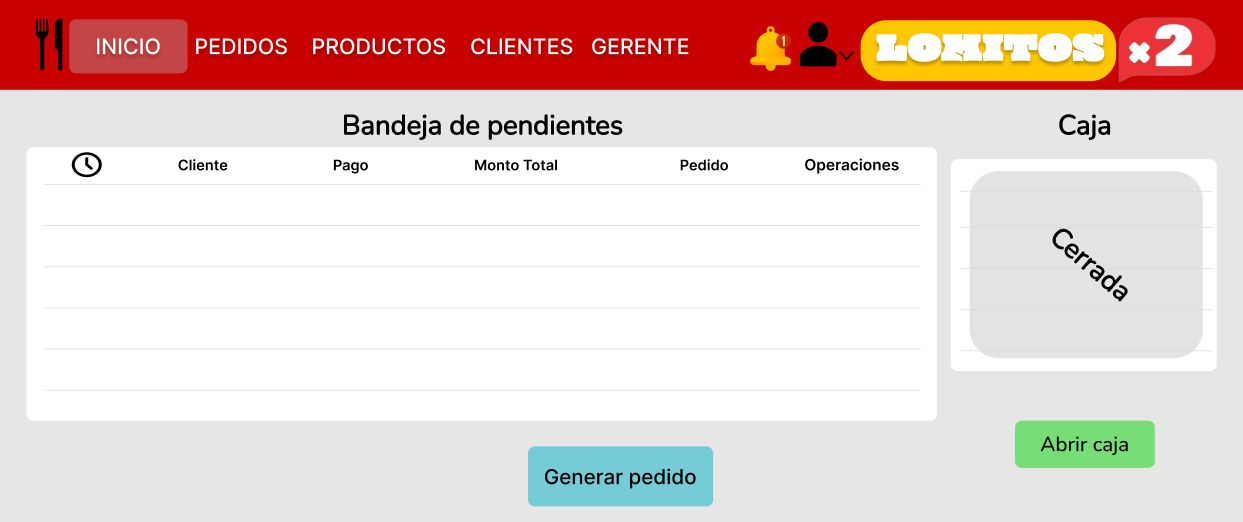 INICIO PEDIDOS PRODUCTOS CLIENTES GERENTE 1 LOMITOS x2
Bandeja de pendientes
Caja
Cliente Pago Monto Total Pedido Operaciones
Cerrada
Abrir caja
Generar pedido